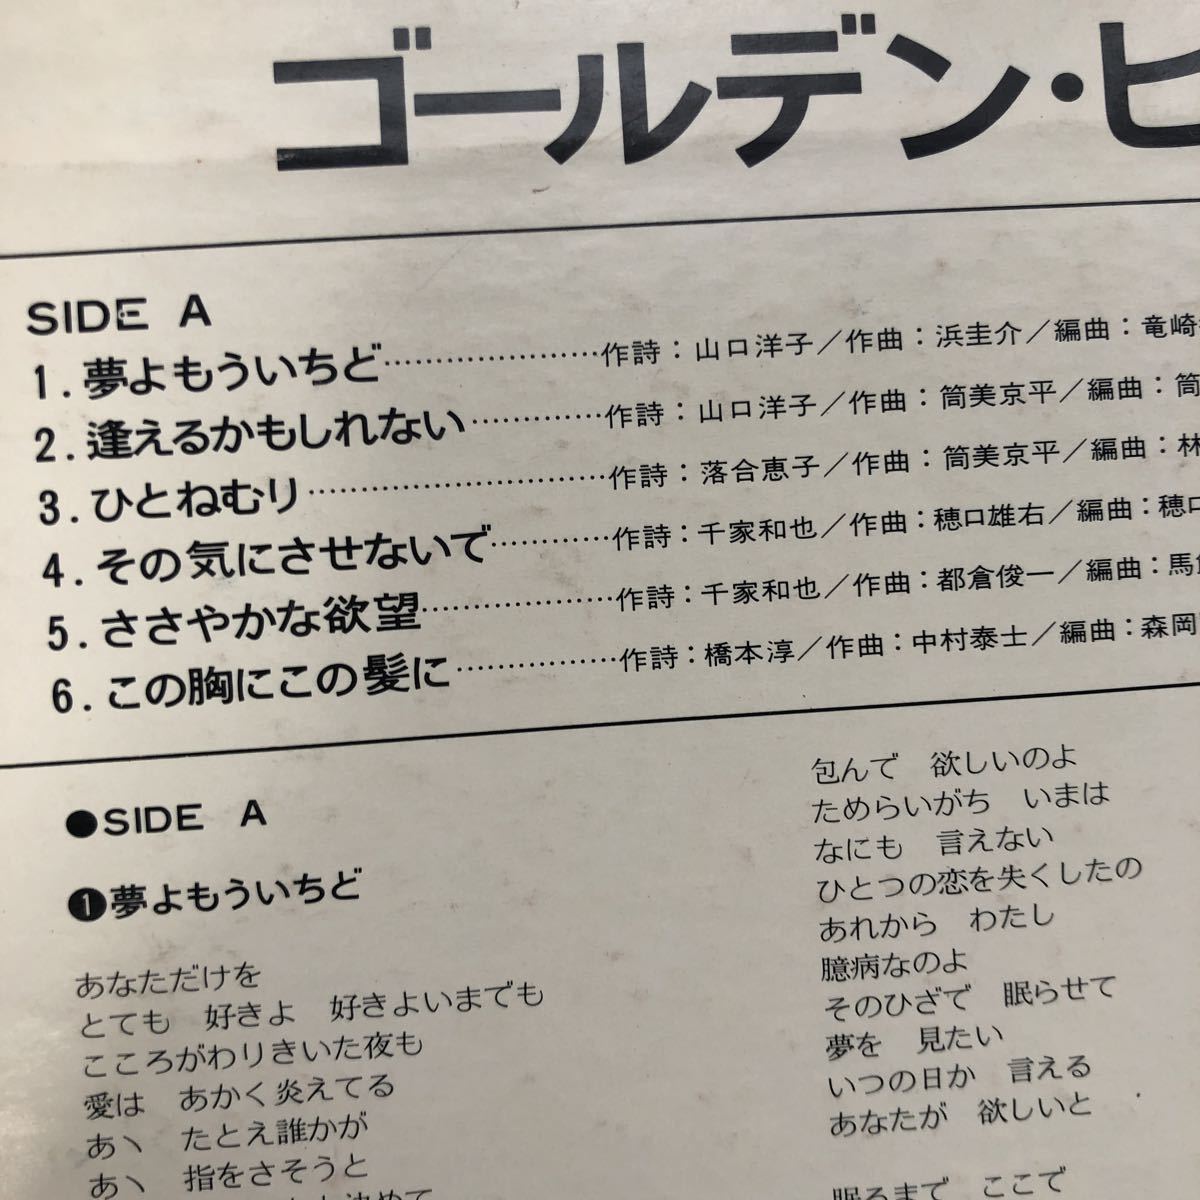 ゴールデン・ヒ
SIDE A
1.夢よもういちど…………………作詩：山口洋子／作曲：浜圭介／編曲：竜崎
2.逢えるかもしれない…………作詩：山口洋子／作曲：筒美京平／編曲：筒
3.ひとねむり…………………………作詩：落合恵子／作曲：筒美京平／編曲：林
4.その気にさせないで…………作詩：千家和也／作曲：穂口雄右／編曲：穂口
5.ささやかな欲望………………作詩：千家和也／作曲：都倉俊一／編曲：馬
6.この胸にこの髪に……………作詩：橋本淳／作曲：中村泰士／編曲：森岡
●SIDE A
❶夢よもういちど
あなただけを
とても 好きよ 好きよいまでも
こころがわりきいた夜も
愛は あかく炎えてる
あヽ たとえ誰かが
あヽ 指をさそうと
決めて
包んで 欲しいのよ
ためらいがち いまは
なにも 言えない
ひとつの恋を失くしたの
あれから わたし
臆病なのよ
そのひざで 眠らせて
夢を 見たい
いつの日か 言える
あなたが 欲しいと
眠るまで ここで